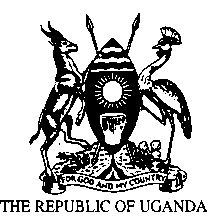 FOR GOD AND MY COUNTRY
THE REPUBLIC OF UGANDA